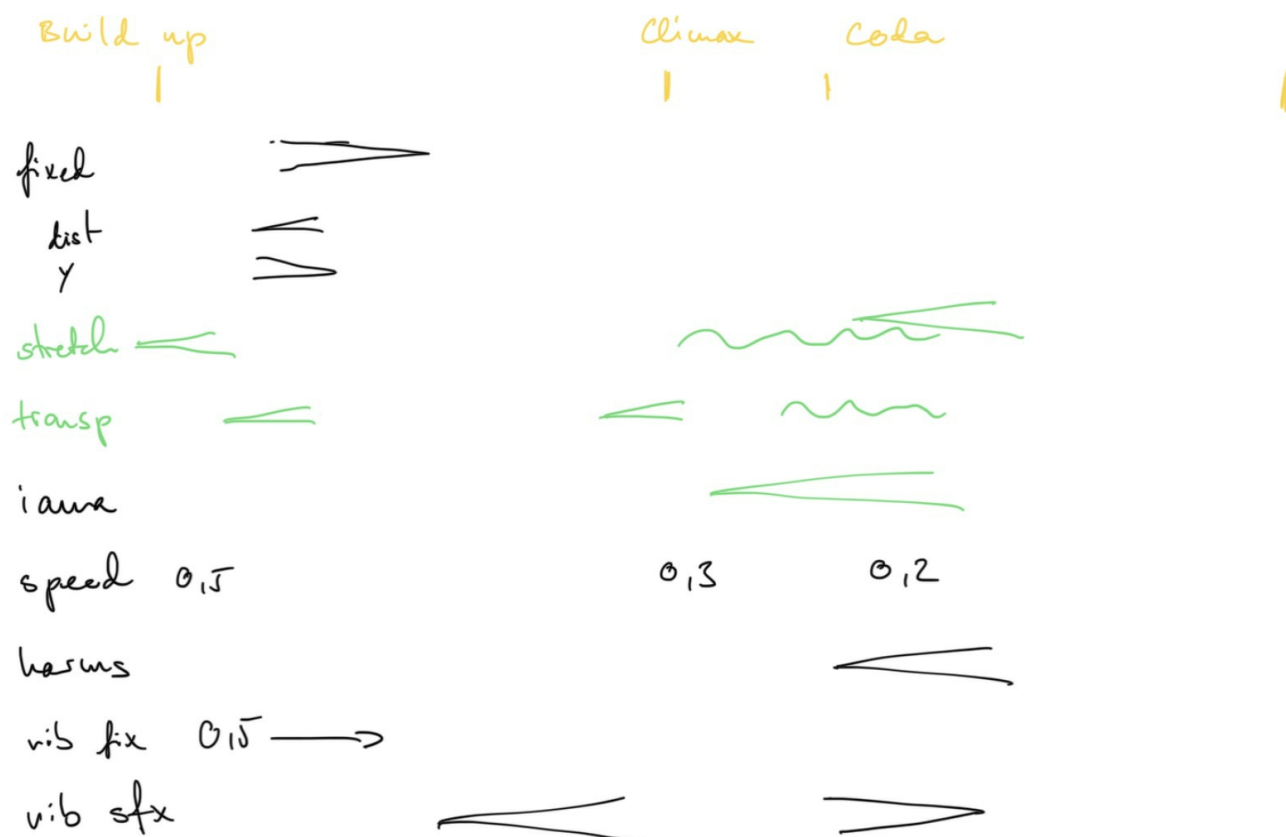 Build up Climax Coda
fixed
dist
Y
stretch
transp
speed 0,5 0,3 0,2
harms
vib fix 0,5
vib sfx